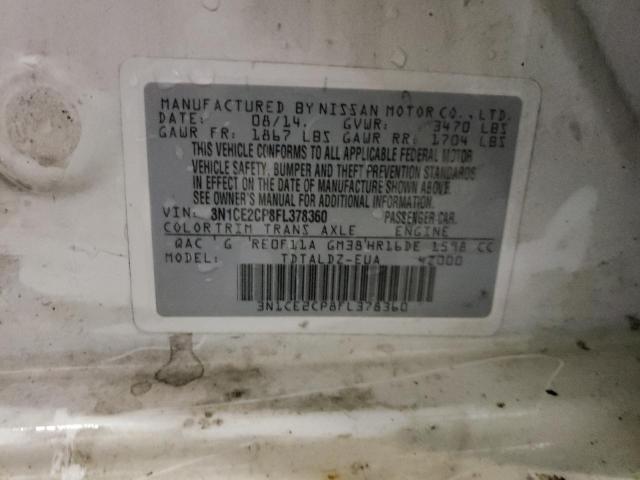 MANUFACTURED BY NISSAN MOTOR CO., LTD.
DATE: 08/14. GVWR: 3470 LBS
GAWR FR: 1867 LBS GAWR RR: 1704 LBS
THIS VEHICLE CONFORMS TO ALL APPLICABLE FEDERAL MOTOR
VEHICLE SAFETY, BUMPER AND THEFT PREVENTION STANDARDS
IN EFFECT ON THE DATE OF MANUFACTURE SHOWN ABOVE.
SEE OWNER'S MANUAL FOR ADDITIONAL INFORMATION
VIN: 3N1CE2CP8FL378360 PASSENGER CAR.
COLOR TRIM TRANS AXLE ENGINE
QAC G RE0F11A GM38 HR16DE 1598 CC
MODEL: TDTALDZ-EUA 4Z000
3N1CE2CP8FL378360